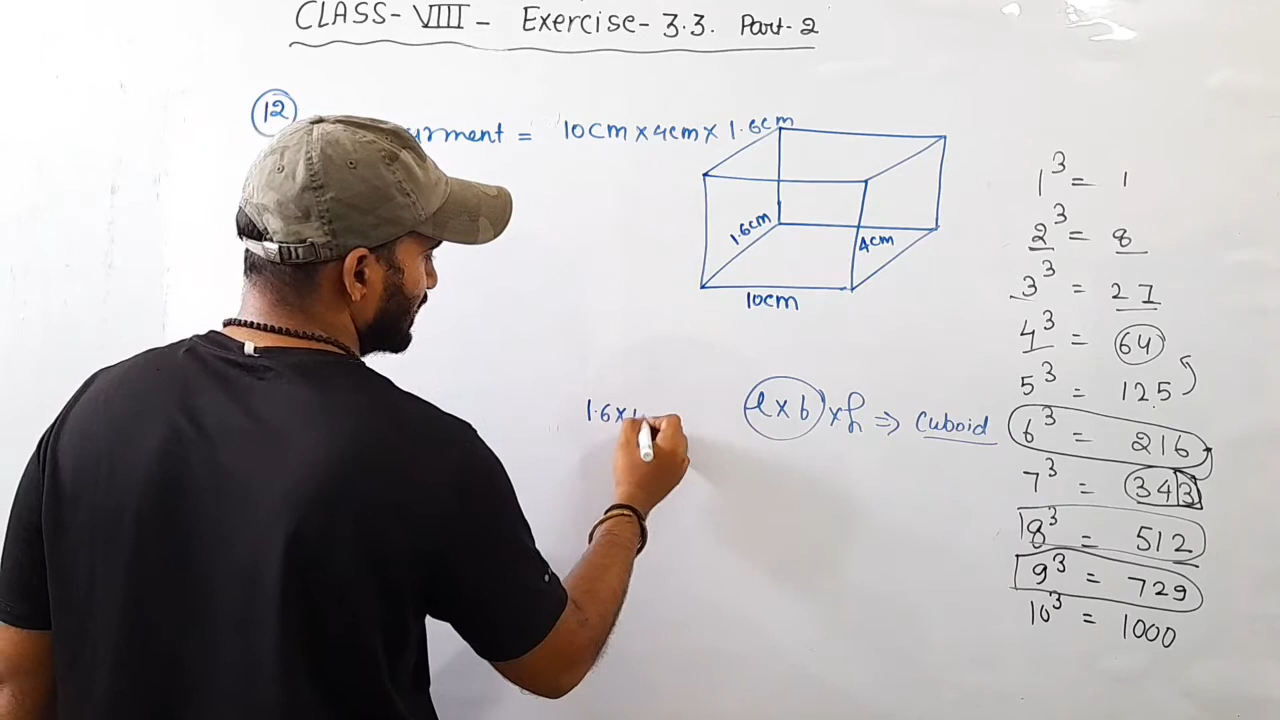 CLASS-VIII- Exercise-3.3. Part-2
12
= 10cm×4cm×1.6cm
1.6cm
4cm
10cm
1.6×
l×b×h ⇒ Cuboid
1³ = 1
2³ = 8
3³ = 27
4³ = 64
5³ = 125
6³ = 216
7³ = 343
8³ = 512
9³ = 729
10³ = 1000